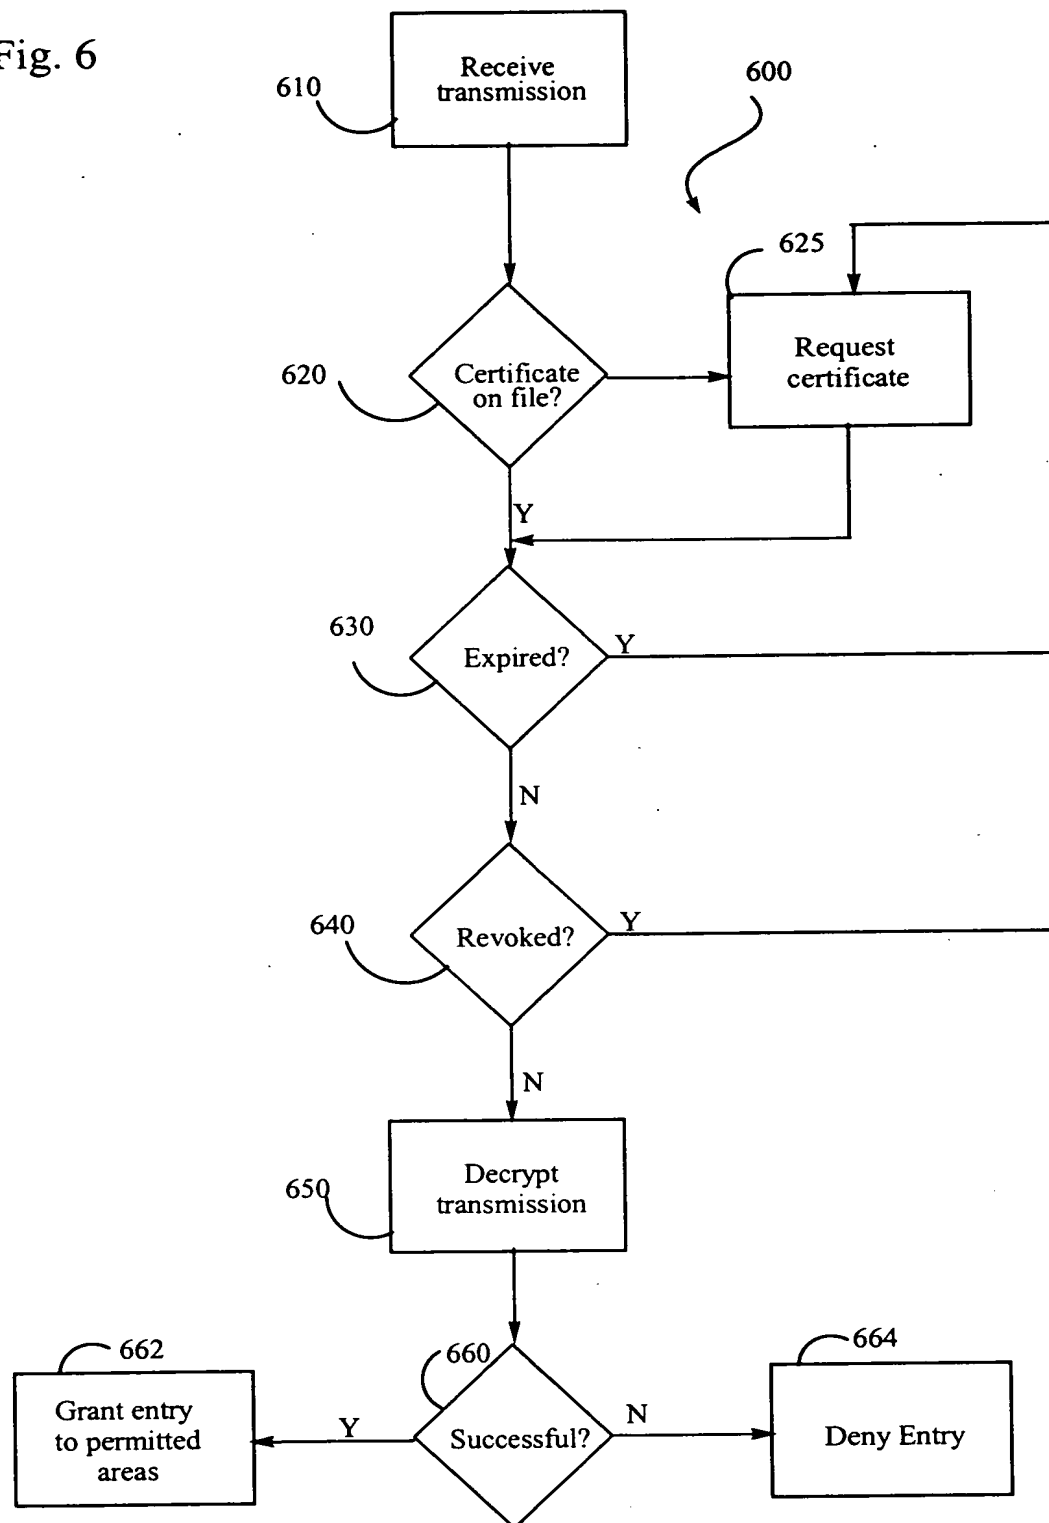 Fig. 6
Receive
transmission
610
600
625
Request
certificate
620
Certificate
on file?
Y
630
Expired?
Y
N
640
Revoked?
Y
N
650
Decrypt
transmission
662
660
664
Grant entry
to permitted
areas
Y
Successful?
N
Deny Entry